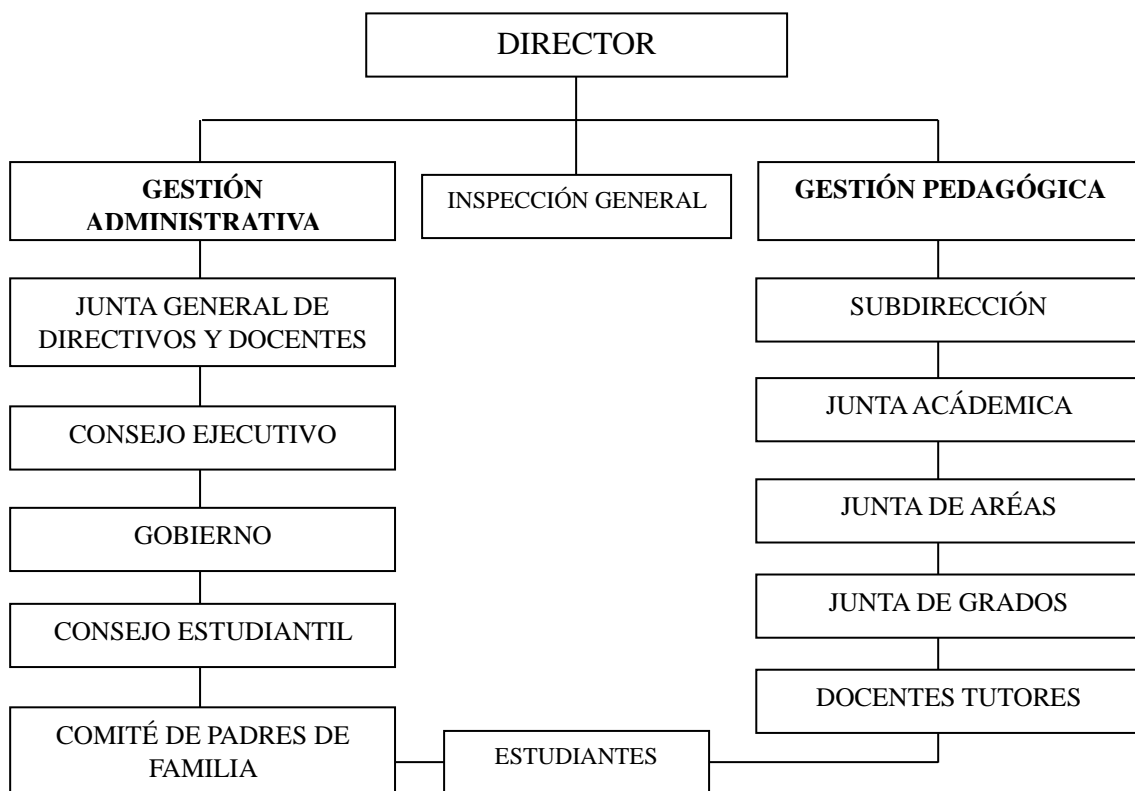 DIRECTOR
GESTIÓN
ADMINISTRATIVA
INSPECCIÓN GENERAL
GESTIÓN PEDAGÓGICA
JUNTA GENERAL DE
DIRECTIVOS Y DOCENTES
SUBDIRECCIÓN
CONSEJO EJECUTIVO
JUNTA ACÁDEMICA
GOBIERNO
JUNTA DE ARÉAS
CONSEJO ESTUDIANTIL
JUNTA DE GRADOS
COMITÉ DE PADRES DE
FAMILIA
ESTUDIANTES
DOCENTES TUTORES